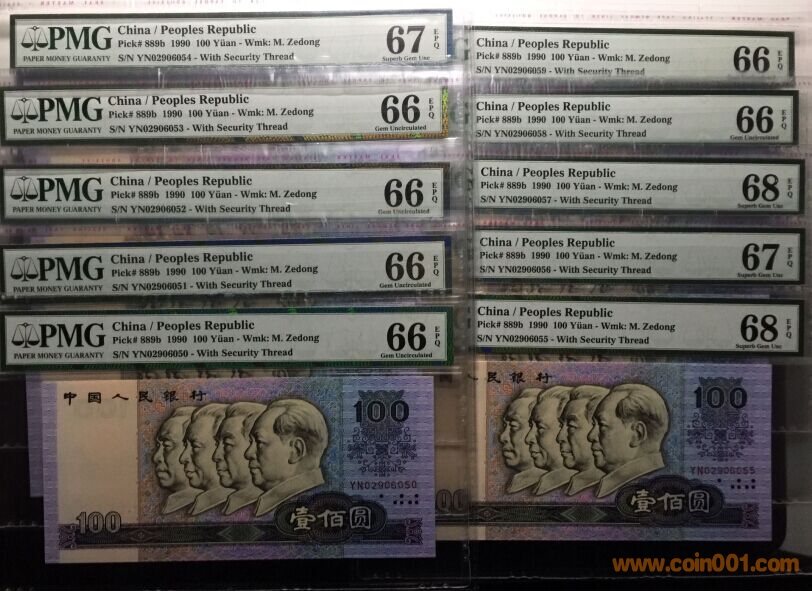 PMG
PAPER MONEY GUARANTY
China / Peoples Republic
Pick# 889b 1990 100 Yüan - Wmk: M. Zedong
S/N YN02906054 - With Security Thread
67 EPQ
Superb Gem Unc
PMG
PAPER MONEY GUARANTY
China / Peoples Republic
Pick# 889b 1990 100 Yüan - Wmk: M. Zedong
S/N YN02906053 - With Security Thread
66 EPQ
Gem Uncirculated
PMG
PAPER MONEY GUARANTY
China / Peoples Republic
Pick# 889b 1990 100 Yüan - Wmk: M. Zedong
S/N YN02906052 - With Security Thread
66 EPQ
Gem Uncirculated
PMG
PAPER MONEY GUARANTY
China / Peoples Republic
Pick# 889b 1990 100 Yüan - Wmk: M. Zedong
S/N YN02906051 - With Security Thread
66 EPQ
Gem Uncirculated
PMG
PAPER MONEY GUARANTY
China / Peoples Republic
Pick# 889b 1990 100 Yüan - Wmk: M. Zedong
S/N YN02906050 - With Security Thread
66 EPQ
Gem Uncirculated
中国人民银行
100
YN02906050
100
壹佰圆
China / Peoples Republic
Pick# 889b 1990 100 Yüan - Wmk: M. Zedong
S/N YN02906059 - With Security Thread
66 EPQ
China / Peoples Republic
Pick# 889b 1990 100 Yüan - Wmk: M. Zedong
S/N YN02906058 - With Security Thread
66 EPQ
Gem Uncirculated
China / Peoples Republic
Pick# 889b 1990 100 Yüan - Wmk: M. Zedong
S/N YN02906057 - With Security Thread
68 EPQ
Superb Gem Unc
China / Peoples Republic
Pick# 889b 1990 100 Yüan - Wmk: M. Zedong
S/N YN02906056 - With Security Thread
67 EPQ
Superb Gem Unc
China / Peoples Republic
Pick# 889b 1990 100 Yüan - Wmk: M. Zedong
S/N YN02906055 - With Security Thread
68 EPQ
Superb Gem Unc
人民银行
100
YN02906055
00
壹佰圆
www.coin001.com